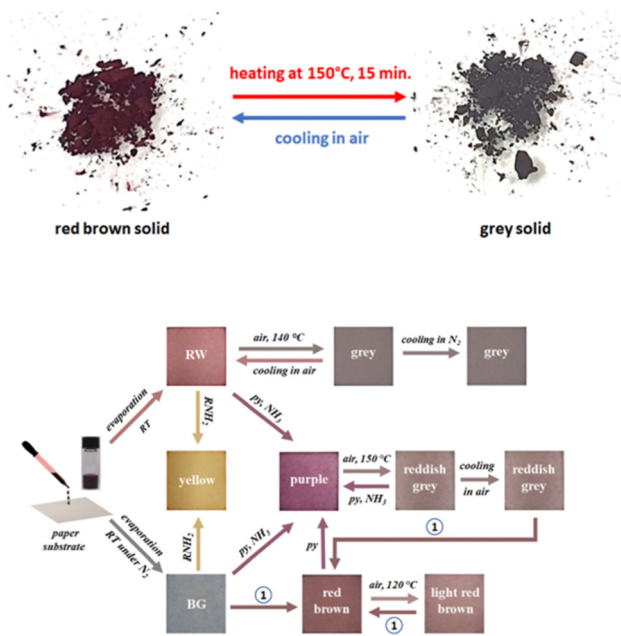 heating at 150°C, 15 min.
cooling in air
red brown solid
grey solid
RW
air, 140 °C
cooling in air
grey
cooling in N₂
grey
evaporation
RT
RNH₂
py, NH₃
yellow
purple
air, 150 °C
py, NH₃
reddish
grey
cooling
in air
reddish
grey
paper
substrate
evaporation
RT under N₂
RNH₂
py, NH₃
py
1
BG
1
red
brown
air, 120 °C
1
light red
brown